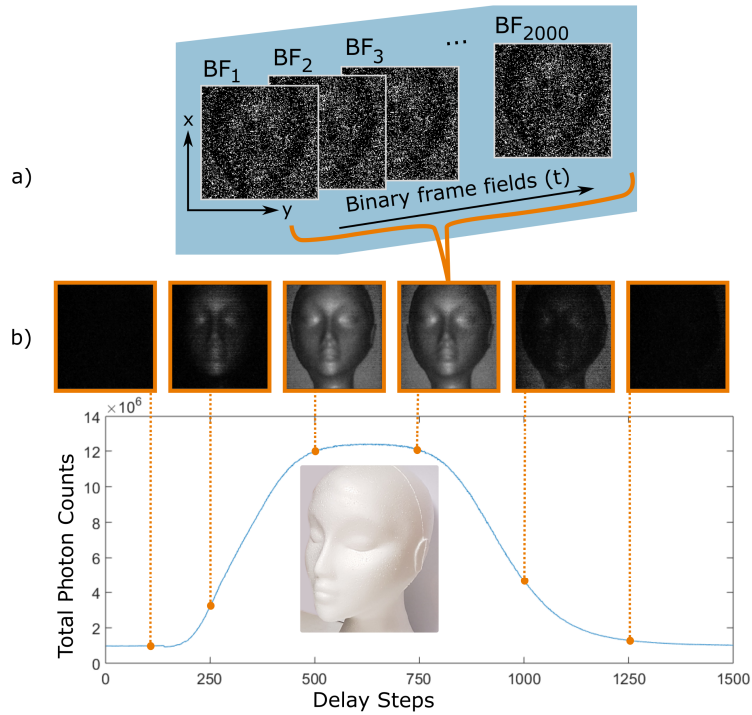 BF1
BF2
BF3
...
BF2000
x
y
Binary frame fields (t)
a)
b)
×10^6
14
12
10
8
6
4
2
0
Total Photon Counts
0 250 500 750 1000 1250 1500
Delay Steps